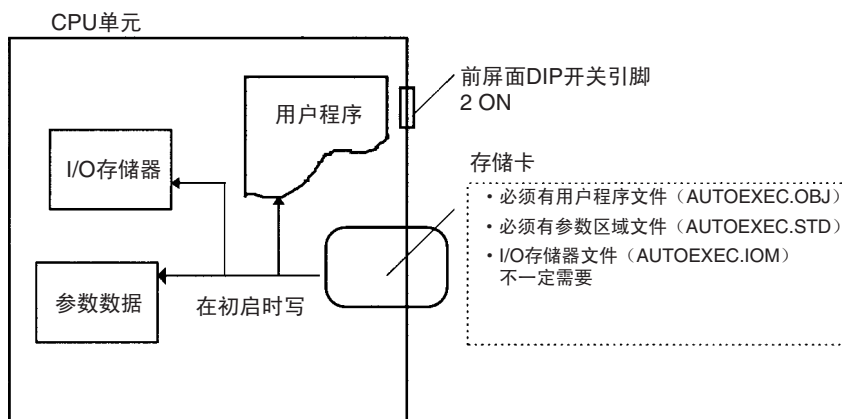 CPU单元
前屏面DIP开关引脚
2 ON
用户程序
I/O存储器
存储卡
•必须有用户程序文件（AUTOEXEC.OBJ）
•必须有参数区域文件（AUTOEXEC.STD）
•I/O存储器文件（AUTOEXEC.IOM）
不一定需要
参数数据
在初启时写